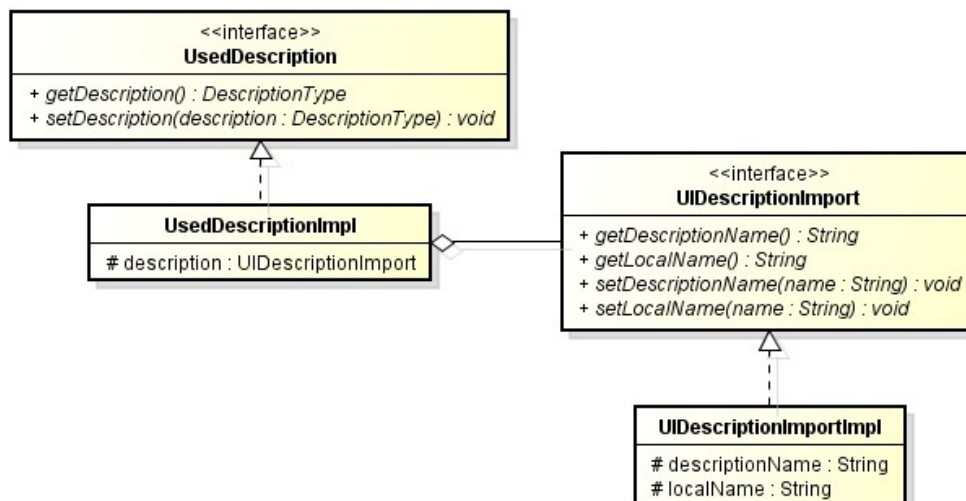 <<interface>>
UsedDescription
+ getDescription() : DescriptionType
+ setDescription(description : DescriptionType) : void
UsedDescriptionImpl
# description : UIDescriptionImport
<<interface>>
UIDescriptionImport
+ getDescriptionName() : String
+ getLocalName() : String
+ setDescriptionName(name : String) : void
+ setLocalName(name : String) : void
UIDescriptionImportImpl
# descriptionName : String
# localName : String